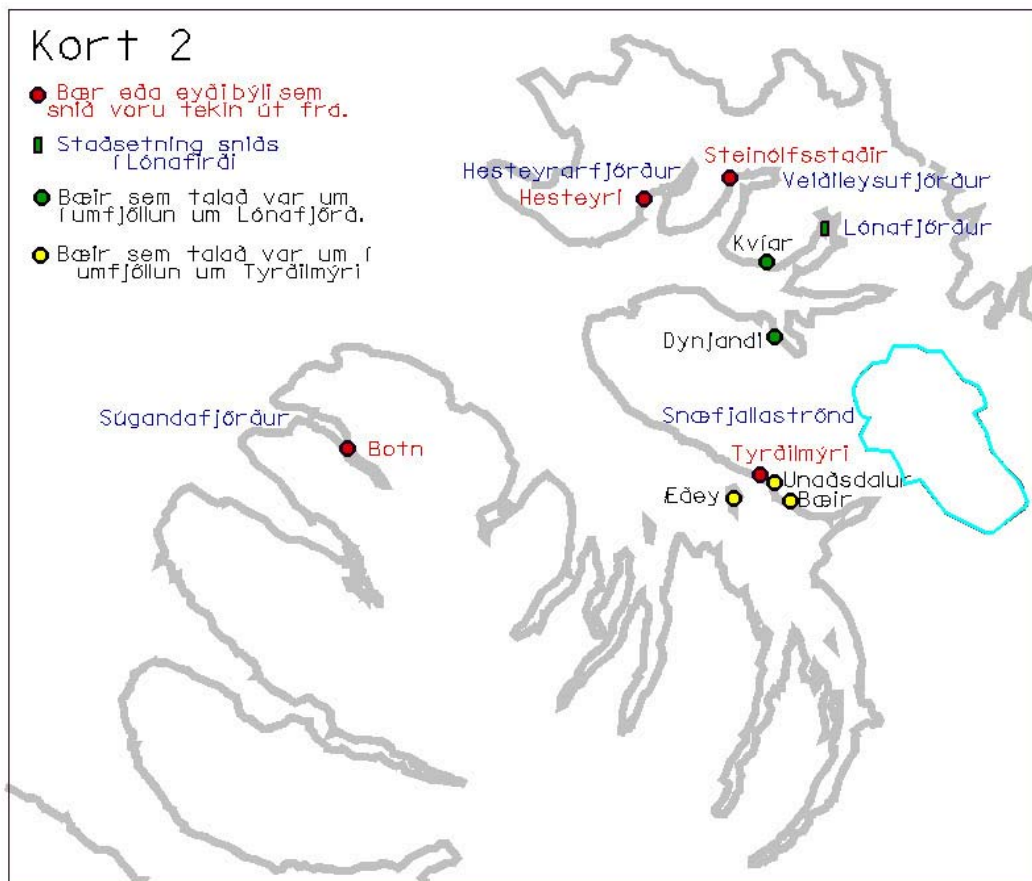 Kort 2
Bær eða eyðibýli sem
snið voru tekin út frá.
Staðsetning sniðs
í Lónafirði
Bæir sem talað var um
í umfjöllun um Lónafjörð.
Bæir sem talað var um í
umfjöllun um Tyrðilmýri
Steinólfsstaðir
Hesteyrarfjörður
Veiðileysufjörður
Hesteyri
Lónafjörður
Kvíar
Dynjandi
Súgandafjörður
Snæfjallaströnd
Botn
Tyrðilmýri
Unaðsdalur
Æðey
Bæir